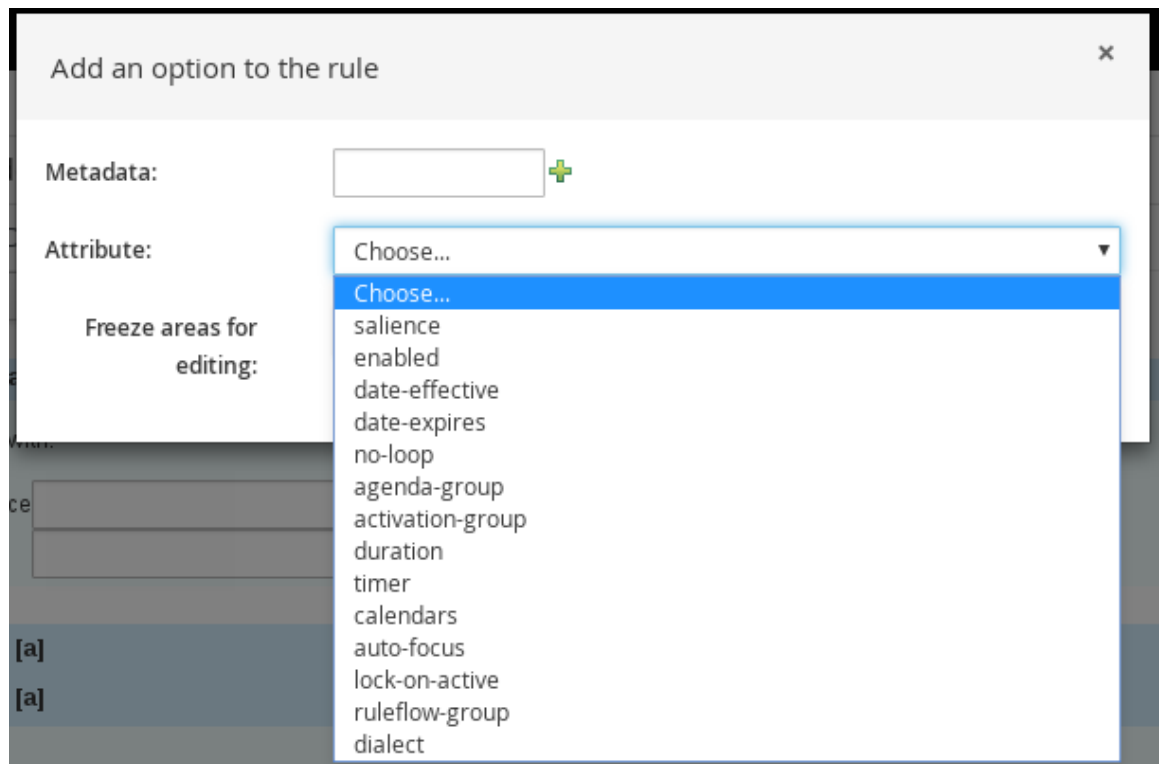 Add an option to the rule
×
Metadata:
Attribute:
Choose...
Choose...
Freeze areas for
editing:
salience
enabled
date-effective
date-expires
no-loop
agenda-group
activation-group
duration
timer
calendars
auto-focus
lock-on-active
ruleflow-group
dialect
ce
[a]
[a]